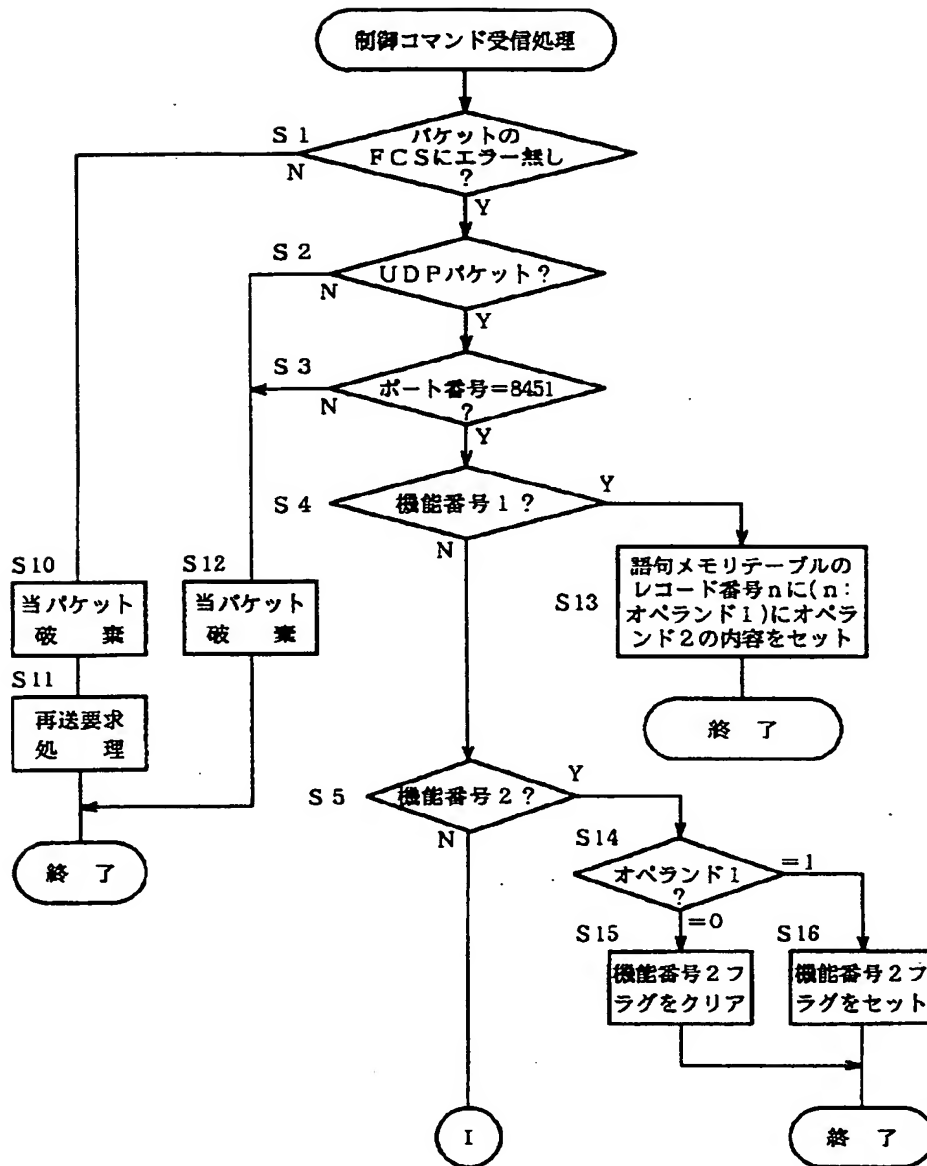 制御コマンド受信処理
S1
パケットの
FCSにエラー無し
?
N
Y
S2
UDPパケット?
N
Y
S3
ポート番号=8451
?
N
Y
S4
機能番号1?
Y
N
S10
当パケット
破 棄
S12
当パケット
破 棄
S13
語句メモリテーブルの
レコード番号nに(n:
オペランド1)にオペラ
ンド2の内容をセット
S11
再送要求
処 理
終 了
S5
機能番号2?
Y
N
終 了
S14
オペランド1
?
=1
=0
S15
機能番号2フ
ラグをクリア
S16
機能番号2フ
ラグをセット
I
終 了